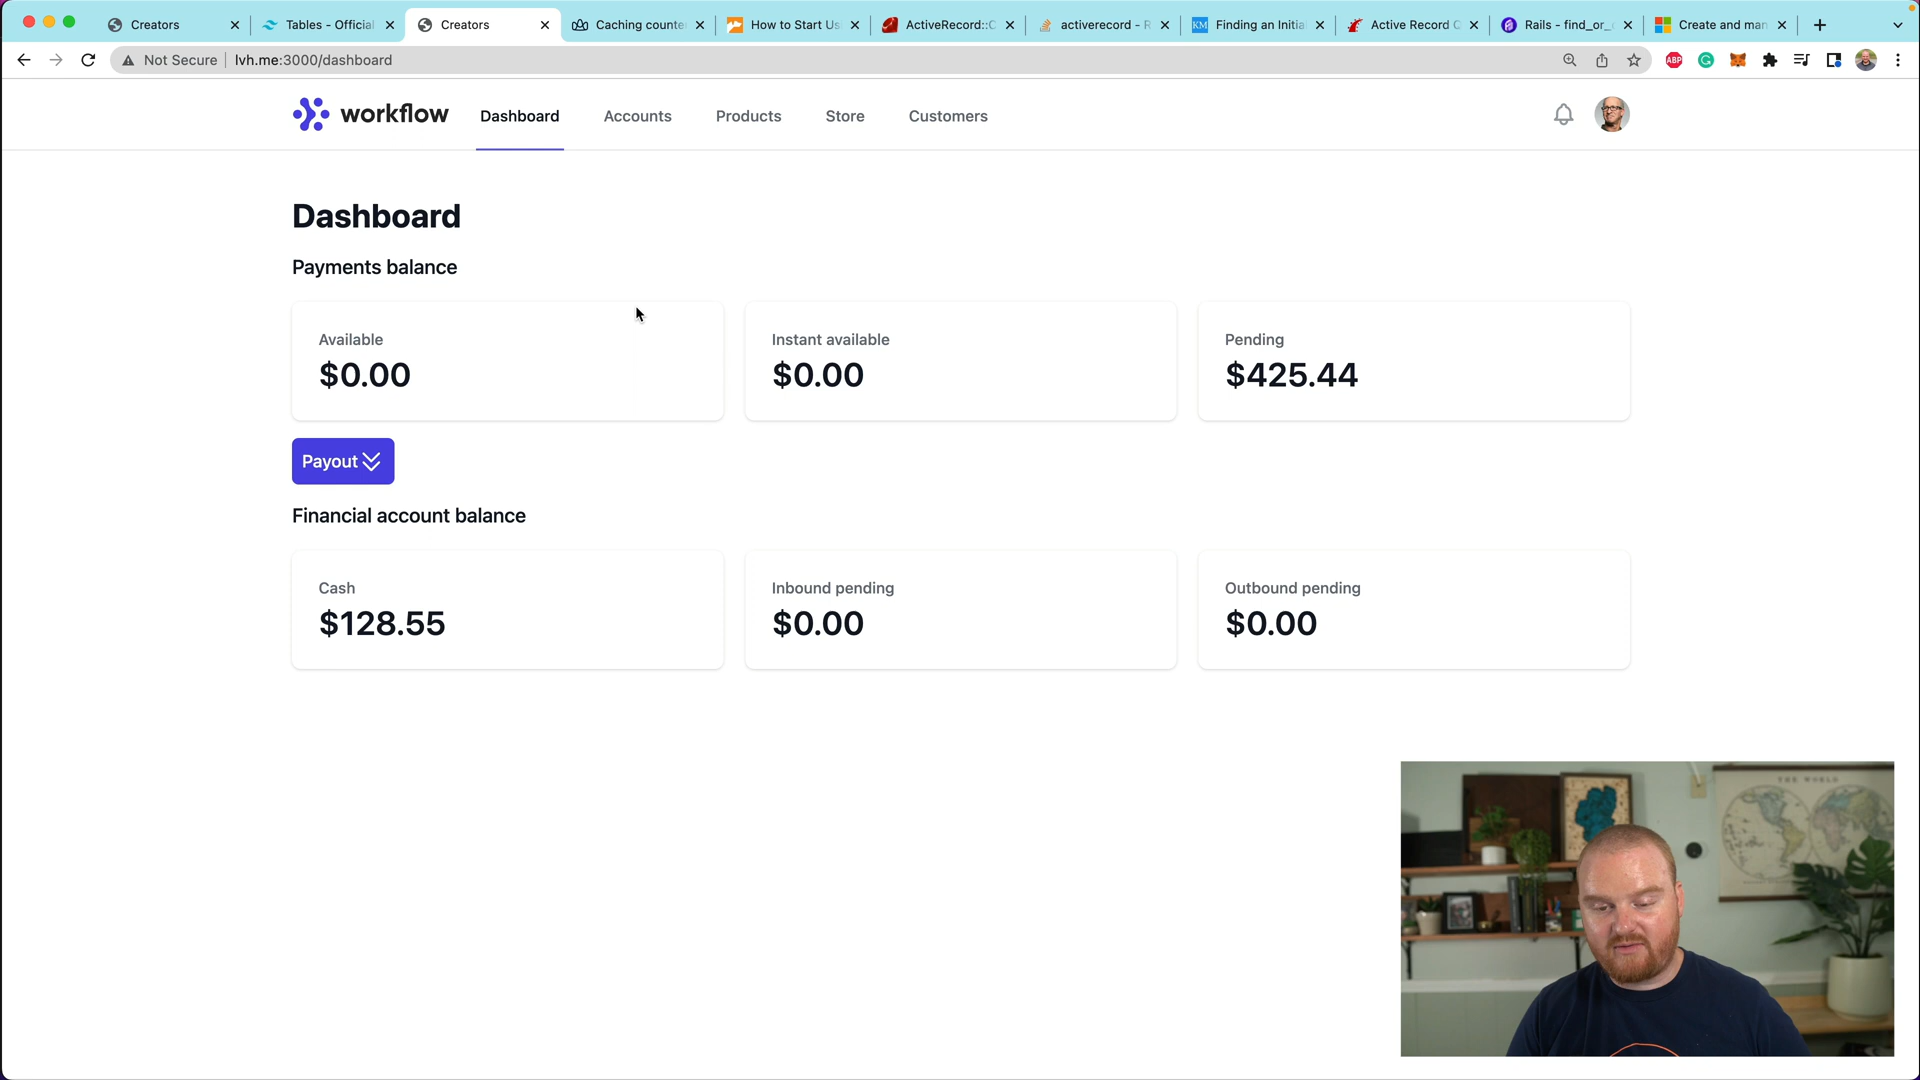 Creators
Tables - Official
Creators
Caching counte
How to Start Us
ActiveRecord::C
activerecord - R
Finding an Initia
Active Record C
Rails - find_or_
Create and man
Not Secure
lvh.me:3000/dashboard
ABP
workflow
Dashboard
Accounts
Products
Store
Customers
Dashboard
Payments balance
Available
$0.00
Instant available
$0.00
Pending
$425.44
Payout
Financial account balance
Cash
$128.55
Inbound pending
$0.00
Outbound pending
$0.00
THE WORLD